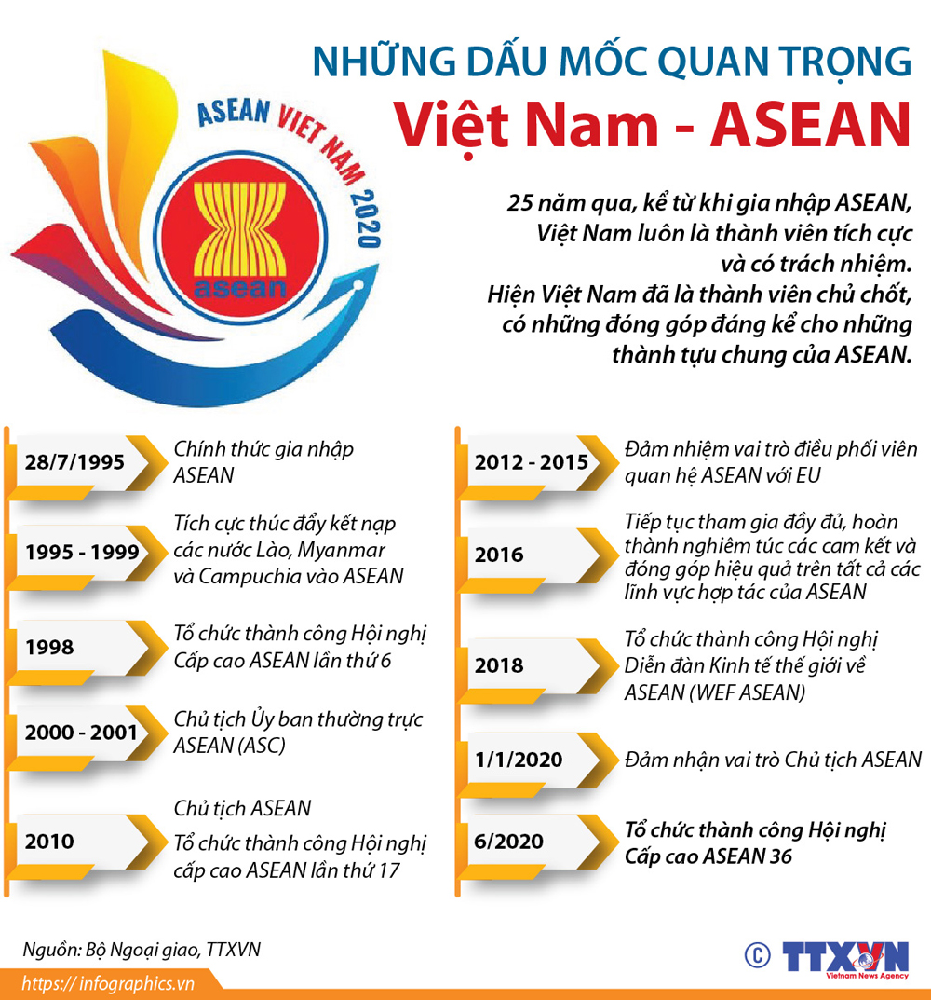 NHỮNG DẤU MỐC QUAN TRỌNG
Việt Nam - ASEAN
ASEAN VIET NAM 2020
asean
25 năm qua, kể từ khi gia nhập ASEAN,
Việt Nam luôn là thành viên tích cực
và có trách nhiệm.
Hiện Việt Nam đã là thành viên chủ chốt,
có những đóng góp đáng kể cho những
thành tựu chung của ASEAN.
28/7/1995
Chính thức gia nhập
ASEAN
1995 - 1999
Tích cực thúc đẩy kết nạp
các nước Lào, Myanmar
và Campuchia vào ASEAN
1998
Tổ chức thành công Hội nghị
Cấp cao ASEAN lần thứ 6
2000 - 2001
Chủ tịch Ủy ban thường trực
ASEAN (ASC)
2010
Chủ tịch ASEAN
Tổ chức thành công Hội nghị
cấp cao ASEAN lần thứ 17
2012 - 2015
Đảm nhiệm vai trò điều phối viên
quan hệ ASEAN với EU
2016
Tiếp tục tham gia đầy đủ, hoàn
thành nghiêm túc các cam kết và
đóng góp hiệu quả trên tất cả các
lĩnh vực hợp tác của ASEAN
2018
Tổ chức thành công Hội nghị
Diễn đàn Kinh tế thế giới về
ASEAN (WEF ASEAN)
1/1/2020
Đảm nhận vai trò Chủ tịch ASEAN
6/2020
Tổ chức thành công Hội nghị
Cấp cao ASEAN 36
Nguồn: Bộ Ngoại giao, TTXVN
© TTXVN
Vietnam News Agency
https:// infographics.vn